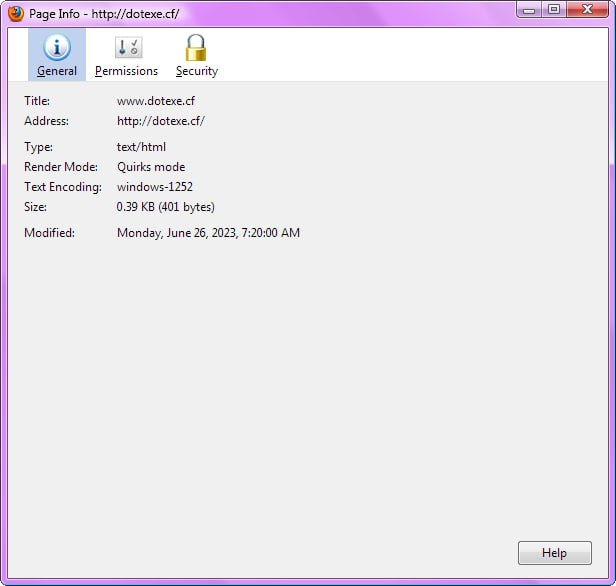 Page Info - http://dotexe.cf/
General Permissions Security
Title: www.dotexe.cf
Address: http://dotexe.cf/
Type: text/html
Render Mode: Quirks mode
Text Encoding: windows-1252
Size: 0.39 KB (401 bytes)
Modified: Monday, June 26, 2023, 7:20:00 AM
Help